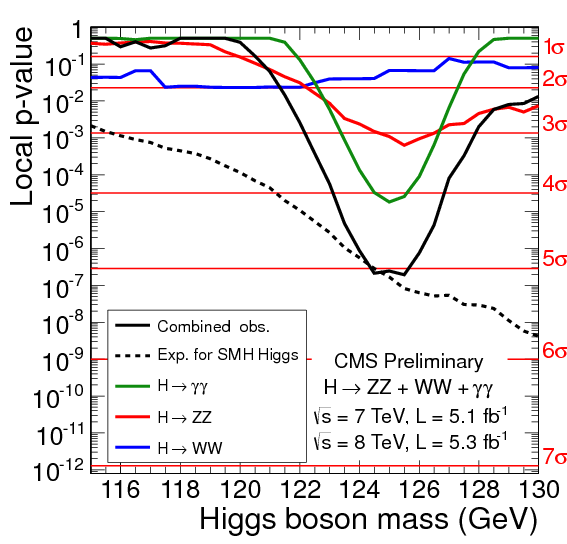 Local p-value
1
10⁻¹
10⁻²
10⁻³
10⁻⁴
10⁻⁵
10⁻⁶
10⁻⁷
10⁻⁸
10⁻⁹
10⁻¹⁰
10⁻¹¹
10⁻¹²
1σ
2σ
3σ
4σ
5σ
6σ
7σ
Combined obs.
Exp. for SMH Higgs
H → γγ
H → ZZ
H → WW
CMS Preliminary
H → ZZ + WW + γγ
√s = 7 TeV, L = 5.1 fb⁻¹
√s = 8 TeV, L = 5.3 fb⁻¹
116 118 120 122 124 126 128 130
Higgs boson mass (GeV)